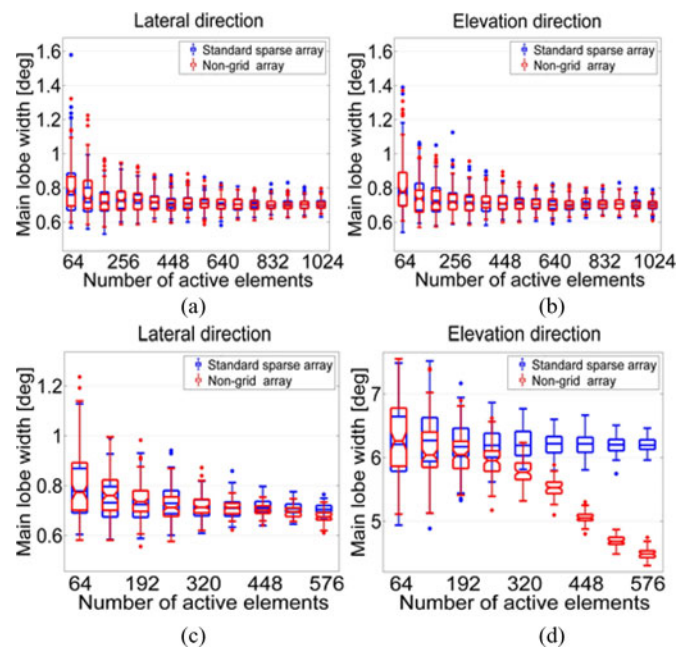 Lateral direction
Main lobe width [deg]
1.6
1.4
1.2
1
0.8
0.6
Standard sparse array
Non-grid array
64 256 448 640 832 1024
Number of active elements
(a)
Elevation direction
Main lobe width [deg]
1.6
1.4
1.2
1
0.8
0.6
Standard sparse array
Non-grid array
64 256 448 640 832 1024
Number of active elements
(b)
Lateral direction
Main lobe width [deg]
1.2
1
0.8
0.6
Standard sparse array
Non-grid array
64 192 320 448 576
Number of active elements
(c)
Elevation direction
Main lobe width [deg]
7
6
5
Standard sparse array
Non-grid array
64 192 320 448 576
Number of active elements
(d)